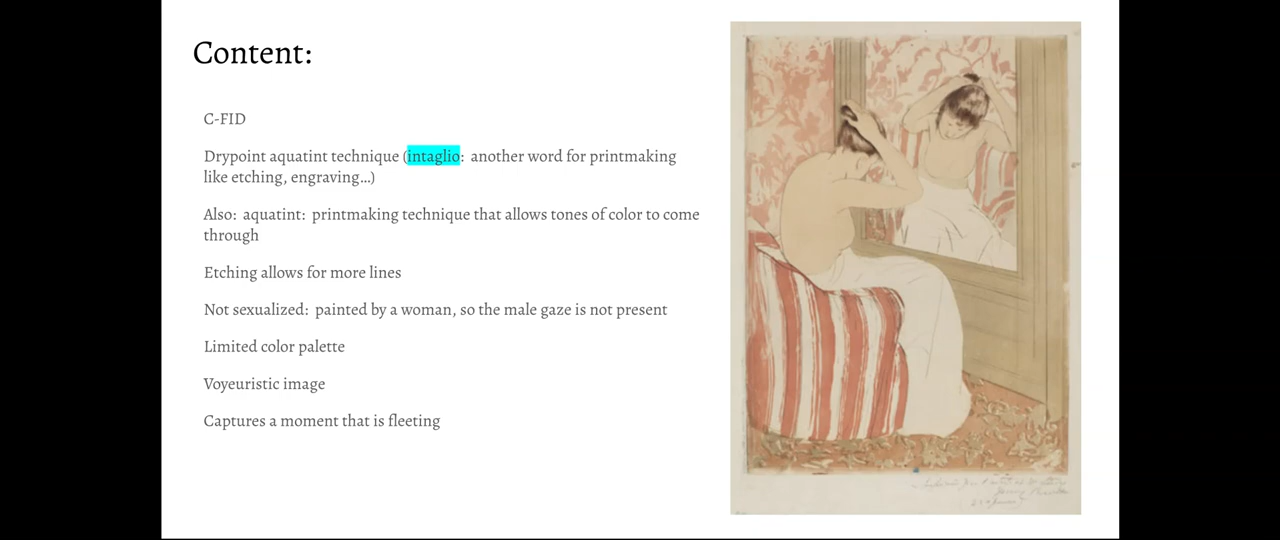 Content:
C-FID
Drypoint aquatint technique (intaglio:  another word for printmaking
like etching, engraving...)
Also:  aquatint:  printmaking technique that allows tones of color to come
through
Etching allows for more lines
Not sexualized:  painted by a woman, so the male gaze is not present
Limited color palette
Voyeuristic image
Captures a moment that is fleeting